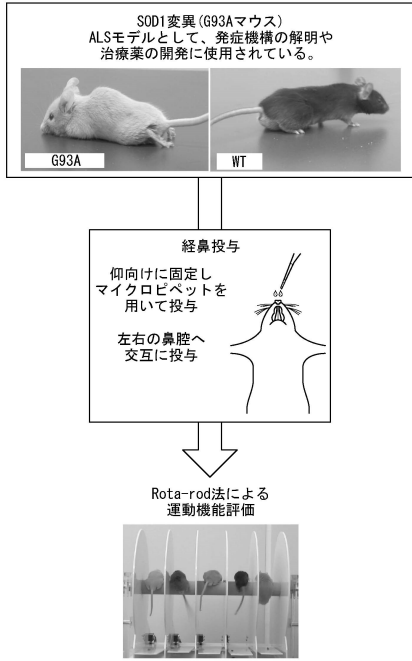 SOD1変異(G93Aマウス)
ALSモデルとして、発症機構の解明や
治療薬の開発に使用されている。
G93A
WT
経鼻投与
仰向けに固定し
マイクロピペットを
用いて投与
左右の鼻腔へ
交互に投与
Rota-rod法による
運動機能評価